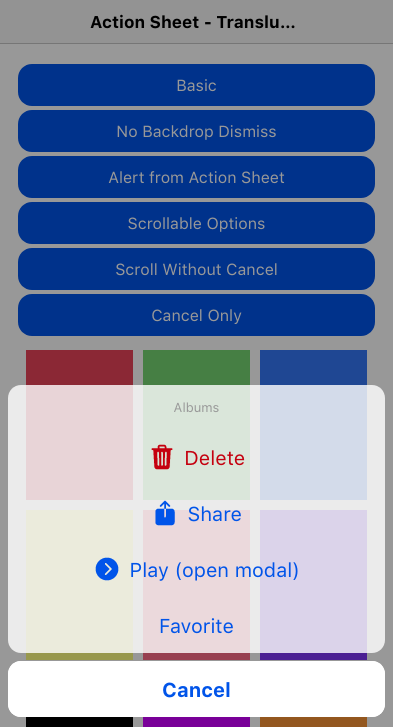 Action Sheet - Translu...
Basic
No Backdrop Dismiss
Alert from Action Sheet
Scrollable Options
Scroll Without Cancel
Cancel Only
Albums
Delete
Share
Play (open modal)
Favorite
Cancel